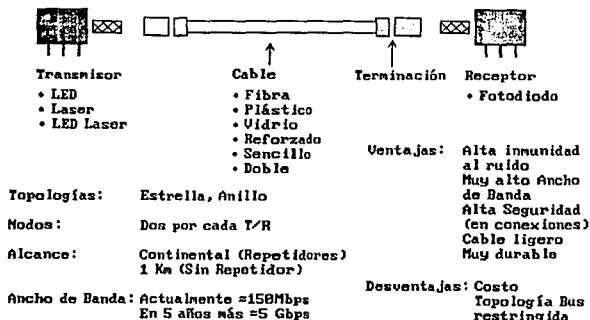 Transmisor
• LED
• Laser
• LED Laser
Cable
• Fibra
• Plástico
• Vidrio
• Reforzado
• Sencillo
• Doble
Terminación
Receptor
• Fotodiodo
Topologías: Estrella, Anillo
Nodos: Dos por cada T/R
Alcance: Continental (Repetidores)
1 Km (Sin Repetidor)
Ancho de Banda: Actualmente ≈150Mbps
En 5 años más ≈5 Gbps
Ventajas: Alta inmunidad
al ruido
Muy alto Ancho
de Banda
Alta Seguridad
(en conexiones)
Cable ligero
Muy durable
Desventajas: Costo
Topología Bus
restringida